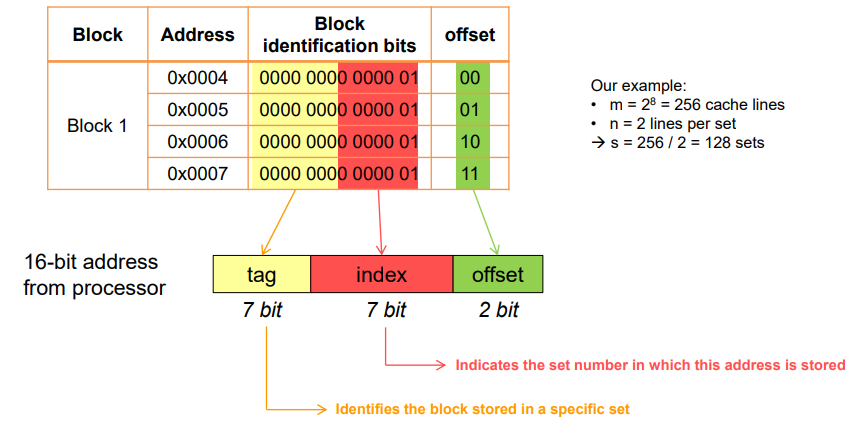 Block Address Block identification bits offset
Block 1
0x0004 0000 0000 0000 01 00
0x0005 0000 0000 0000 01 01
0x0006 0000 0000 0000 01 10
0x0007 0000 0000 0000 01 11
Our example:
• m = 2⁸ = 256 cache lines
• n = 2 lines per set
→ s = 256 / 2 = 128 sets
16-bit address
from processor
tag index offset
7 bit 7 bit 2 bit
Indicates the set number in which this address is stored
Identifies the block stored in a specific set